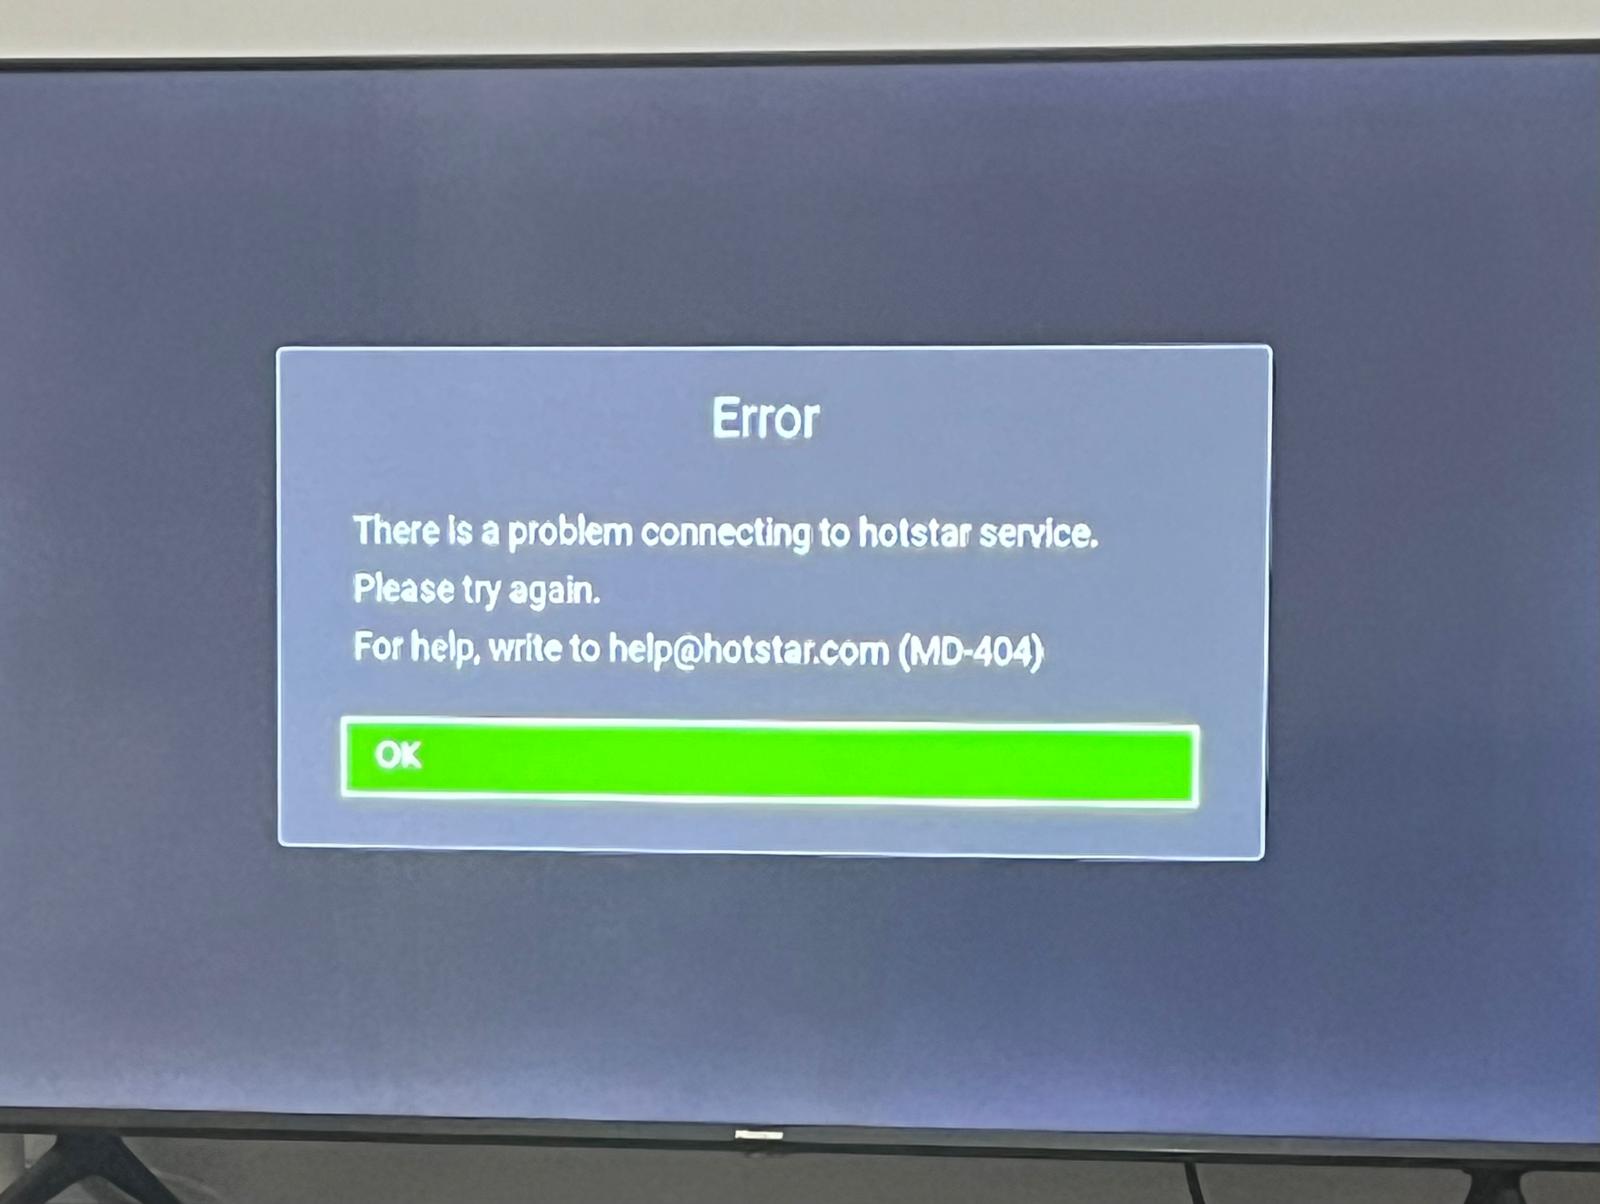 Error
There is a problem connecting to hotstar service.
Please try again.
For help, write to help@hotstar.com (MD-404)
OK